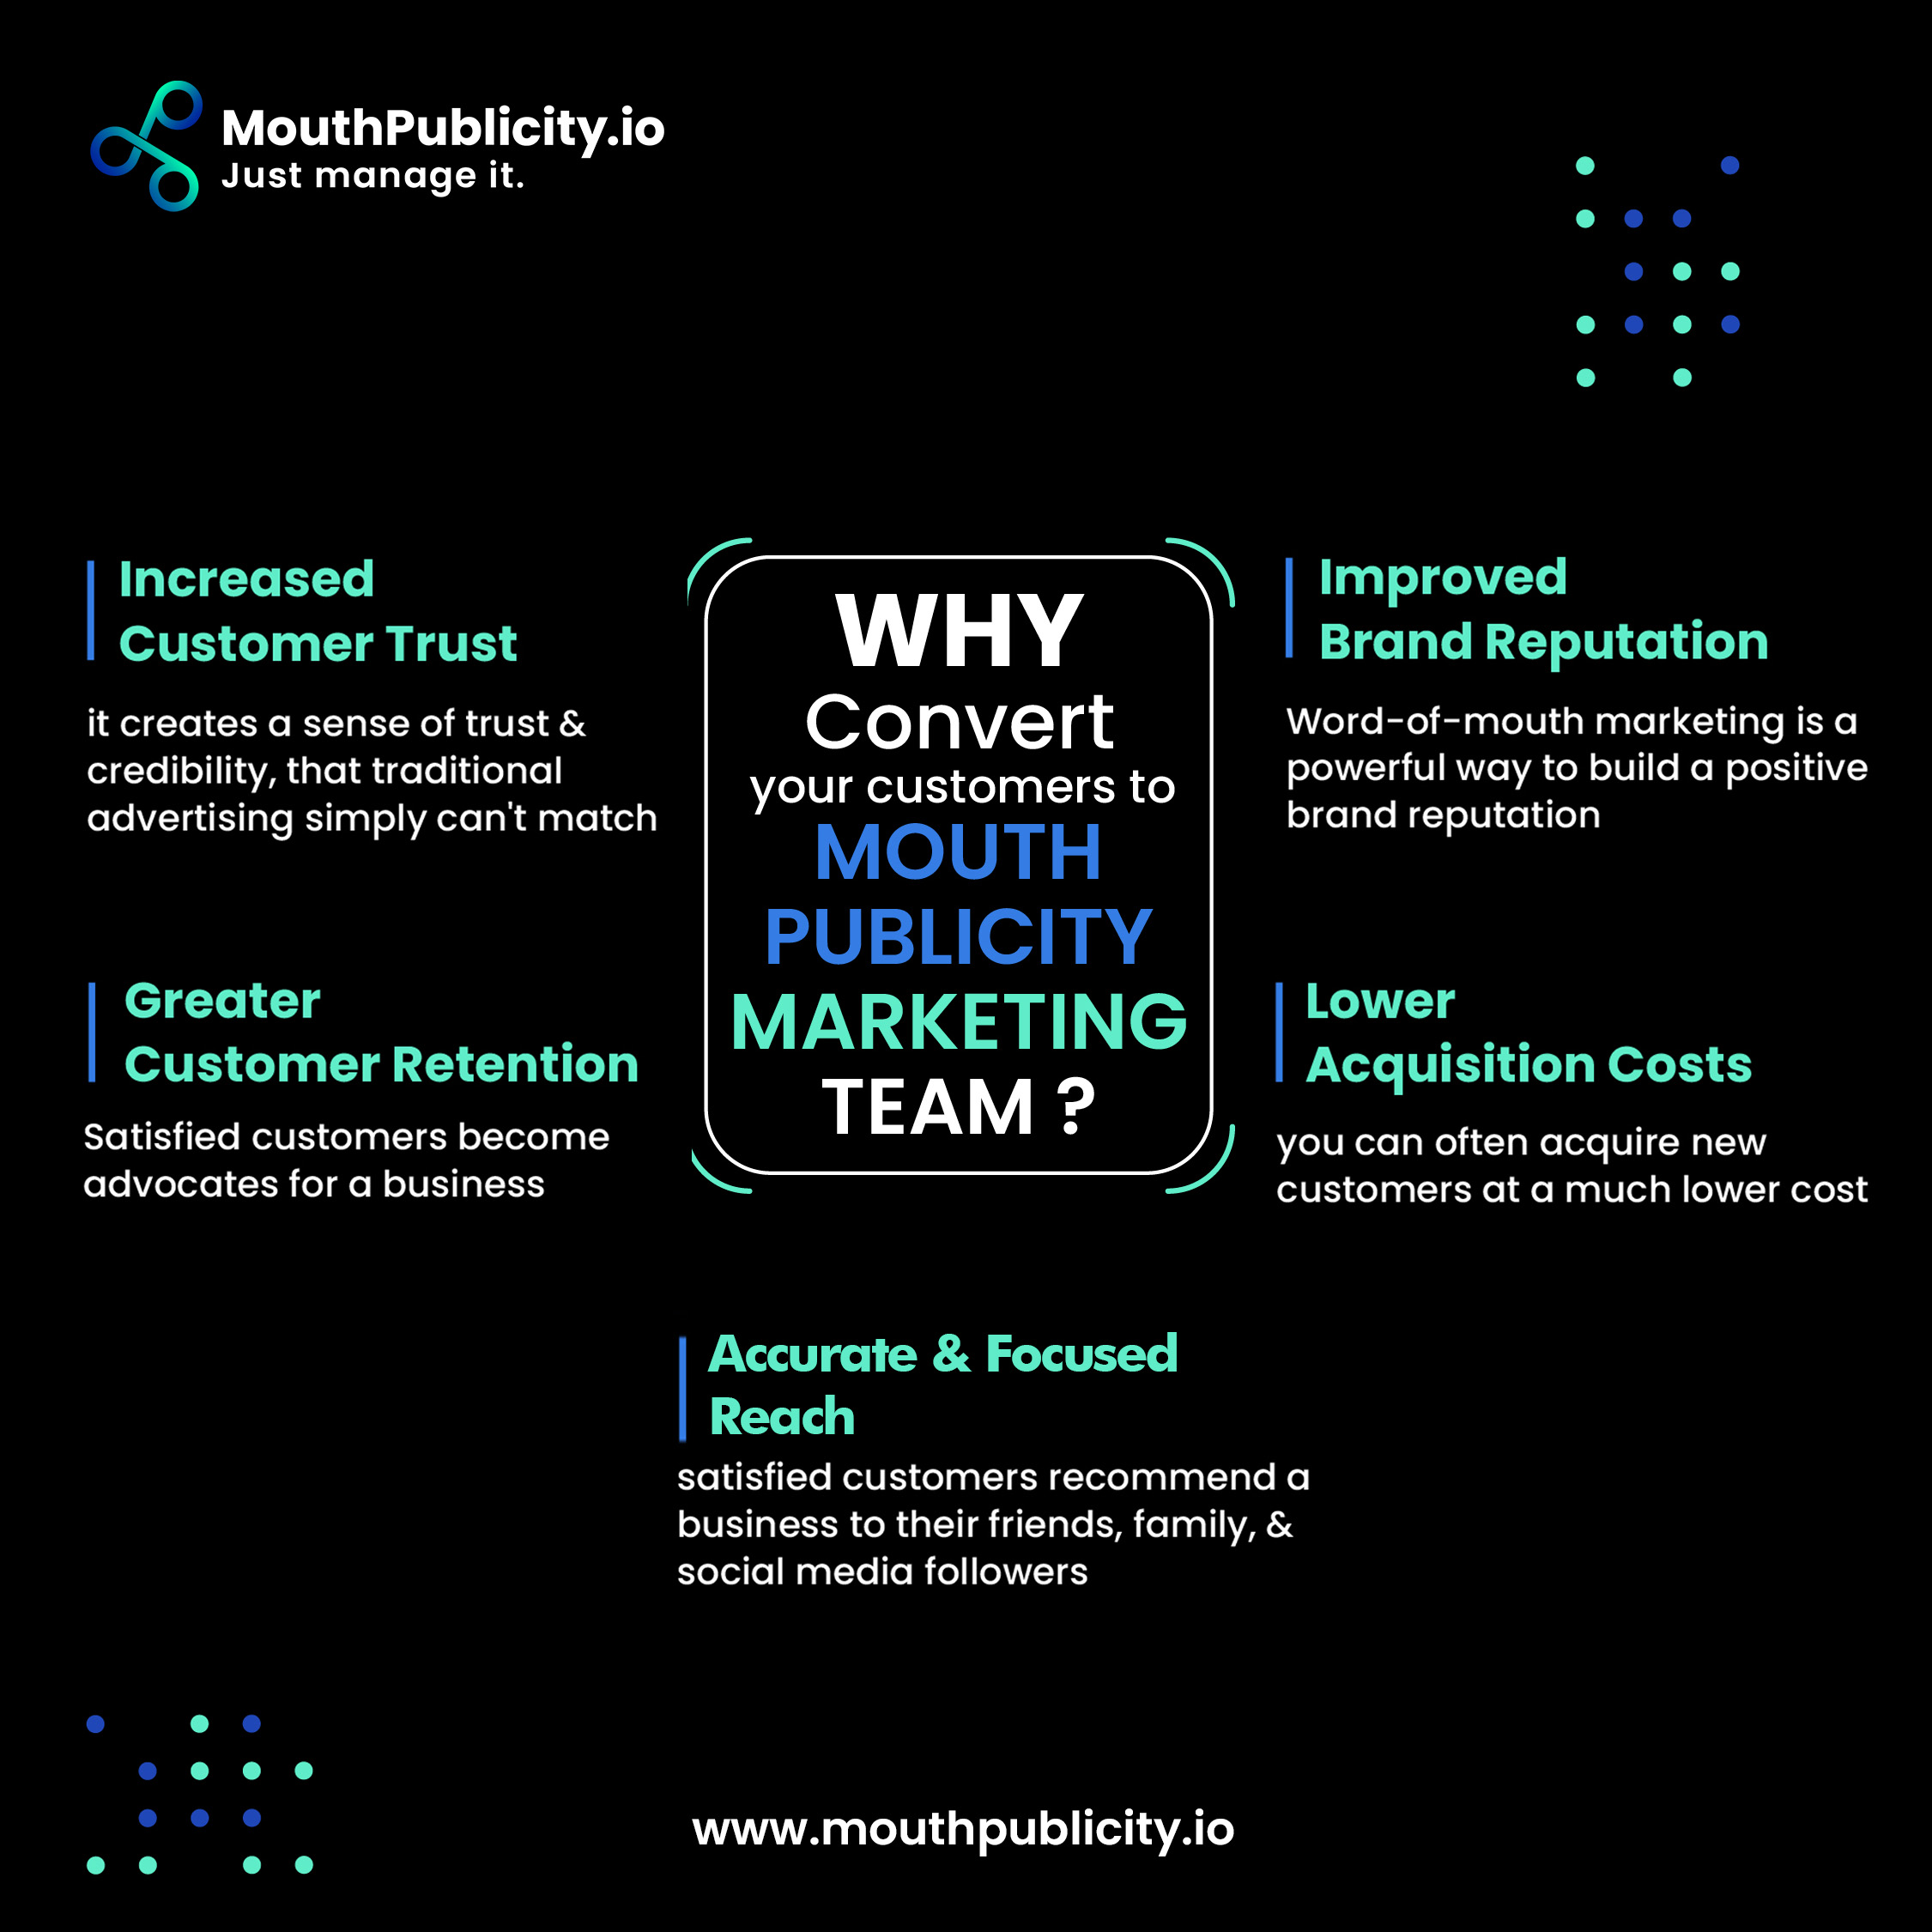 MouthPublicity.io
Just manage it.
Increased
Customer Trust
it creates a sense of trust &
credibility, that traditional
advertising simply can't match
Greater
Customer Retention
Satisfied customers become
advocates for a business
WHY
Convert
your customers to
MOUTH
PUBLICITY
MARKETING
TEAM ?
Improved
Brand Reputation
Word-of-mouth marketing is a
powerful way to build a positive
brand reputation
Lower
Acquisition Costs
you can often acquire new
customers at a much lower cost
Accurate & Focused
Reach
satisfied customers recommend a
business to their friends, family, &
social media followers
www.mouthpublicity.io